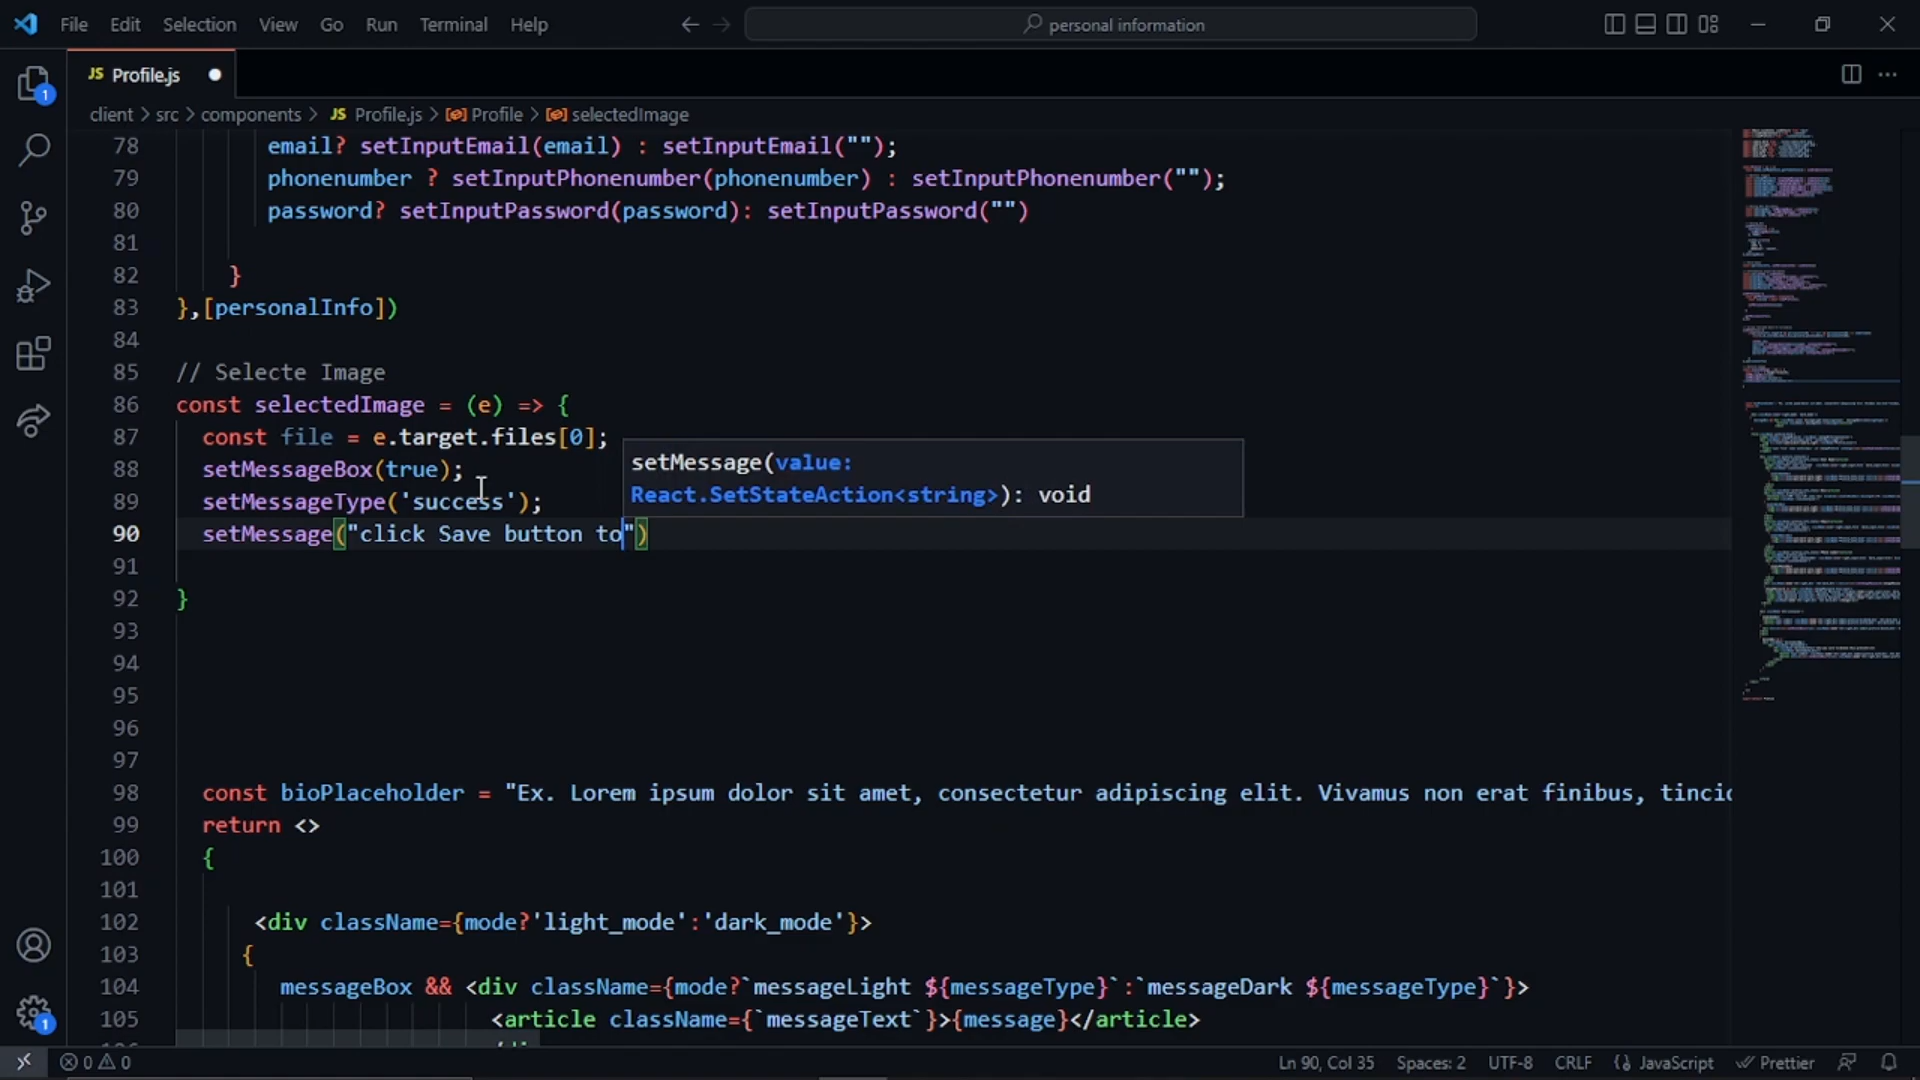 File Edit Selection View Go Run Terminal Help
personal information
JS Profile.js
client > src > components > JS Profile.js > Profile > selectedImage
78 email? setInputEmail(email) : setInputEmail("");
79 phonenumber ? setInputPhonenumber(phonenumber) : setInputPhonenumber("");
80 password? setInputPassword(password): setInputPassword("")
81
82 }
83 },[personalInfo])
84
85 // Selecte Image
86 const selectedImage = (e) => {
87 const file = e.target.files[0];
88 setMessageBox(true);
89 setMessageType('success');
90 setMessage("click Save button to")
setMessage(value:
React.SetStateAction<string>): void
91
92 }
93
94
95
96
97
98 const bioPlaceholder = "Ex. Lorem ipsum dolor sit amet, consectetur adipiscing elit. Vivamus non erat finibus, tincid
99 return <>
100 {
101
102 <div className={mode?'light_mode':'dark_mode'}>
103 {
104 messageBox && <div className={mode?`messageLight ${messageType}`:`messageDark ${messageType}`}>
105 <article className={`messageText`}>{message}</article>
1
1
0 0
Ln 90, Col 35 Spaces: 2 UTF-8 CRLF {} JavaScript Prettier